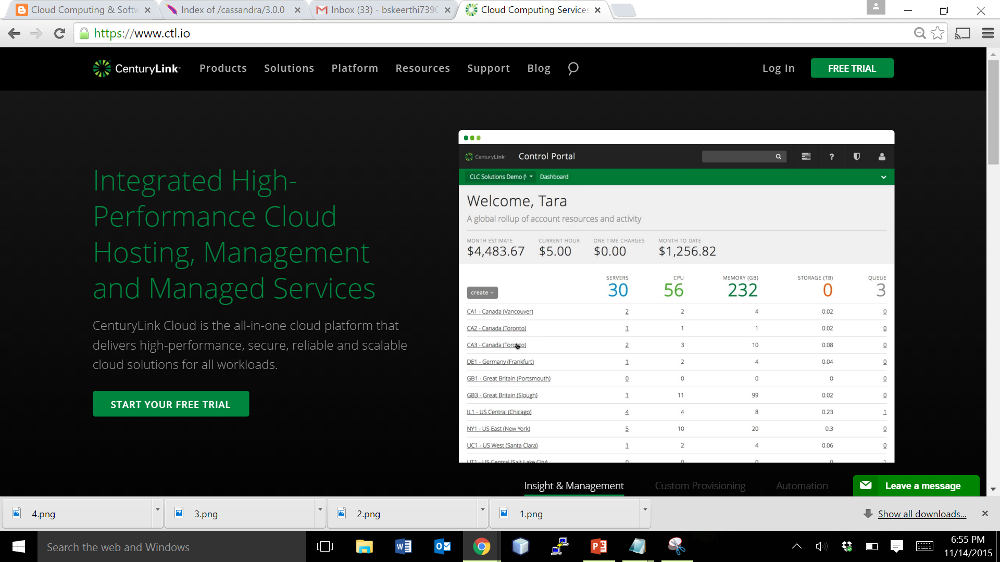 Cloud Computing & Softw
Index of /cassandra/3.0.0
Inbox (33) - bskeerthi7390
Cloud Computing Services
https://www.ctl.io
CenturyLink
Products
Solutions
Platform
Resources
Support
Blog
Log In
FREE TRIAL
Integrated High-
Performance Cloud
Hosting, Management
and Managed Services
CenturyLink Cloud is the all-in-one cloud platform that
delivers high-performance, secure, reliable and scalable
cloud solutions for all workloads.
START YOUR FREE TRIAL
CenturyLink
Control Portal
?
CLC Solutions Demo (
Dashboard
Welcome, Tara
A global rollup of account resources and activity
MONTH ESTIMATE CURRENT HOUR ONE TIME CHARGES MONTH TO DATE
$4,483.67 $5.00 $0.00 $1,256.82
SERVERS CPU MEMORY (GB) STORAGE (TB) QUEUE
create 30 56 232 0 3
CA1 - Canada (Vancouver) 2 2 4 0.02 0
CA2 - Canada (Toronto) 1 1 1 0.02 0
CA3 - Canada (Toronto) 2 3 10 0.08 0
DE1 - Germany (Frankfurt) 1 2 4 0.04 0
GB1 - Great Britain (Portsmouth) 0 0 0 0 0
GB3 - Great Britain (Slough) 1 11 99 0.02 0
IL1 - US Central (Chicago) 4 4 8 0.23 1
NY1 - US East (New York) 5 10 20 0.3 0
UC1 - US West (Santa Clara) 1 2 4 0.06 0
UT1 - US Central (Salt Lake City) 0 0 0 0 1
Insight & Management
Custom Provisioning
Automation
Leave a message
4.png
3.png
2.png
1.png
Show all downloads...
Search the web and Windows
6:55 PM
11/14/2015